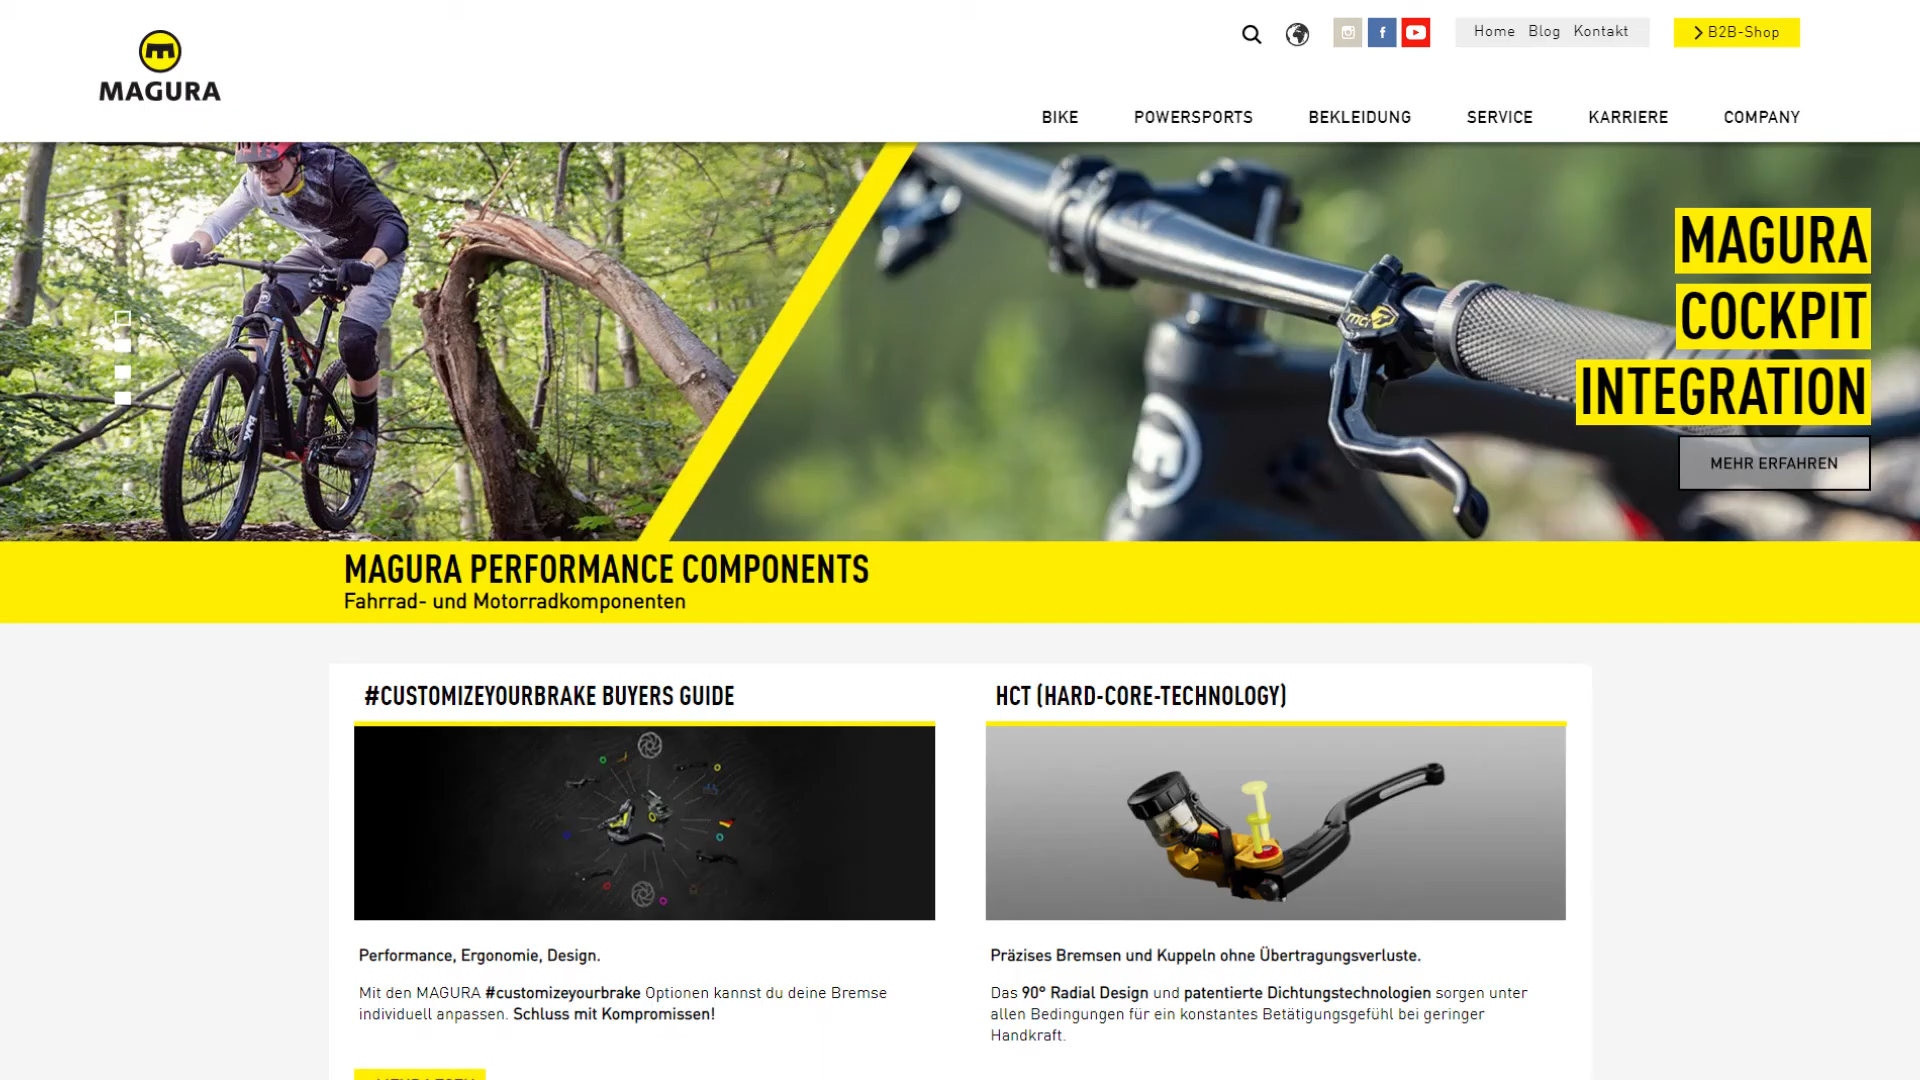 Home Blog Kontakt
B2B-Shop
MAGURA
BIKE POWERSPORTS BEKLEIDUNG SERVICE KARRIERE COMPANY
MAGURA
COCKPIT
INTEGRATION
MEHR ERFAHREN
MAGURA PERFORMANCE COMPONENTS
Fahrrad- und Motorradkomponenten
#CUSTOMIZEYOURBRAKE BUYERS GUIDE
HCT (HARD-CORE-TECHNOLOGY)
Performance, Ergonomie, Design.
Mit den MAGURA #customizeyourbrake Optionen kannst du deine Bremse
individuell anpassen. Schluss mit Kompromissen!
Präzises Bremsen und Kuppeln ohne Übertragungsverluste.
Das 90° Radial Design und patentierte Dichtungstechnologien sorgen unter
allen Bedingungen für ein konstantes Betätigungsgefühl bei geringer
Handkraft.